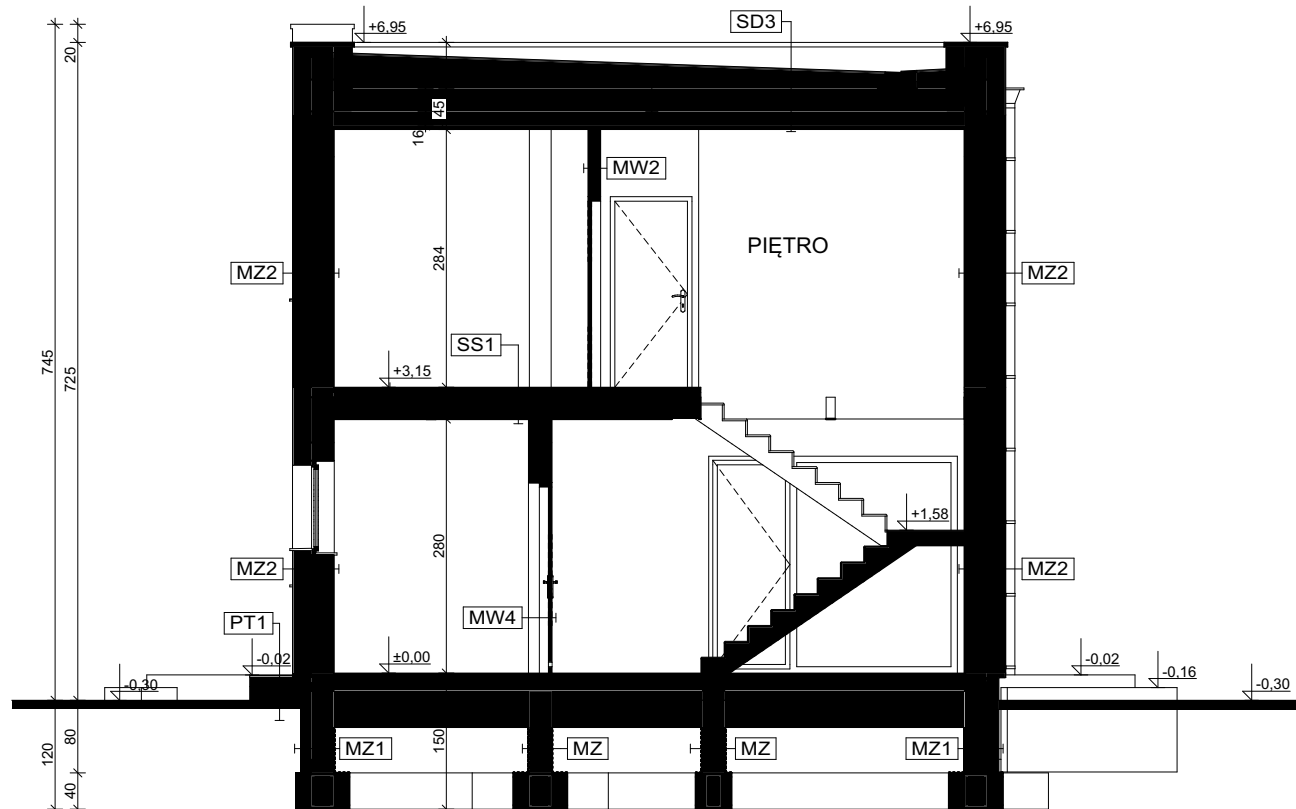 SD3
+6,95
+6,95
20
45
16
MW2
PIĘTRO
284
MZ2
MZ2
745
725
SS1
+3,15
+1,58
280
MZ2
MZ2
MW4
PT1
-0,02
±0,00
-0,02
-0,16
-0,30
-0,30
120
80
150
MZ1
MZ
MZ
MZ1
40